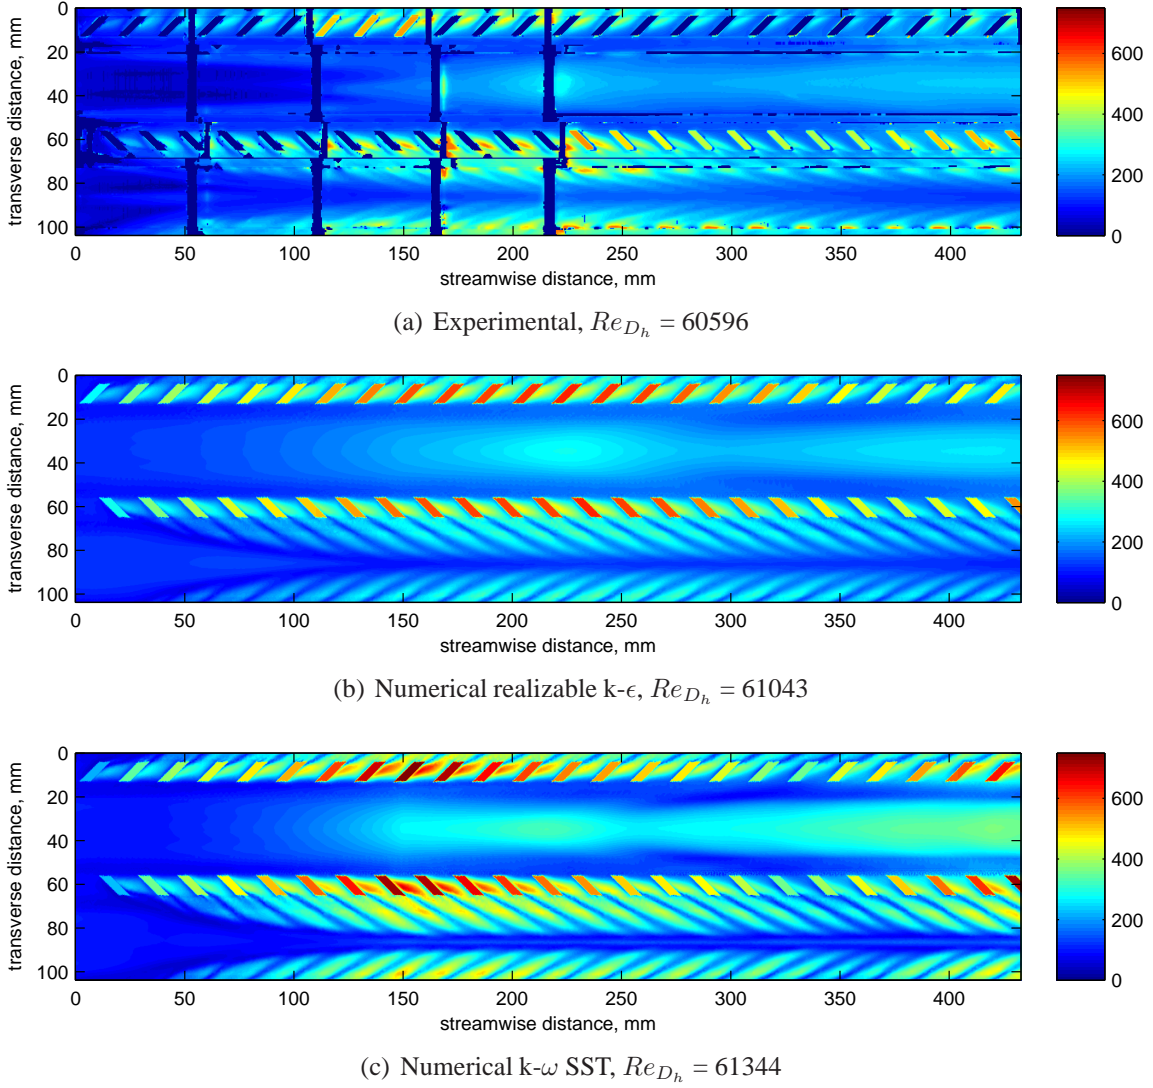 0
20
40
60
80
100
transverse distance, mm
0 50 100 150 200 250 300 350 400
streamwise distance, mm
600
400
200
0
(a) Experimental, Re_{D_h} = 60596
0
20
40
60
80
100
transverse distance, mm
0 50 100 150 200 250 300 350 400
streamwise distance, mm
600
400
200
0
(b) Numerical realizable k-ϵ, Re_{D_h} = 61043
0
20
40
60
80
100
transverse distance, mm
0 50 100 150 200 250 300 350 400
streamwise distance, mm
600
400
200
0
(c) Numerical k-ω SST, Re_{D_h} = 61344